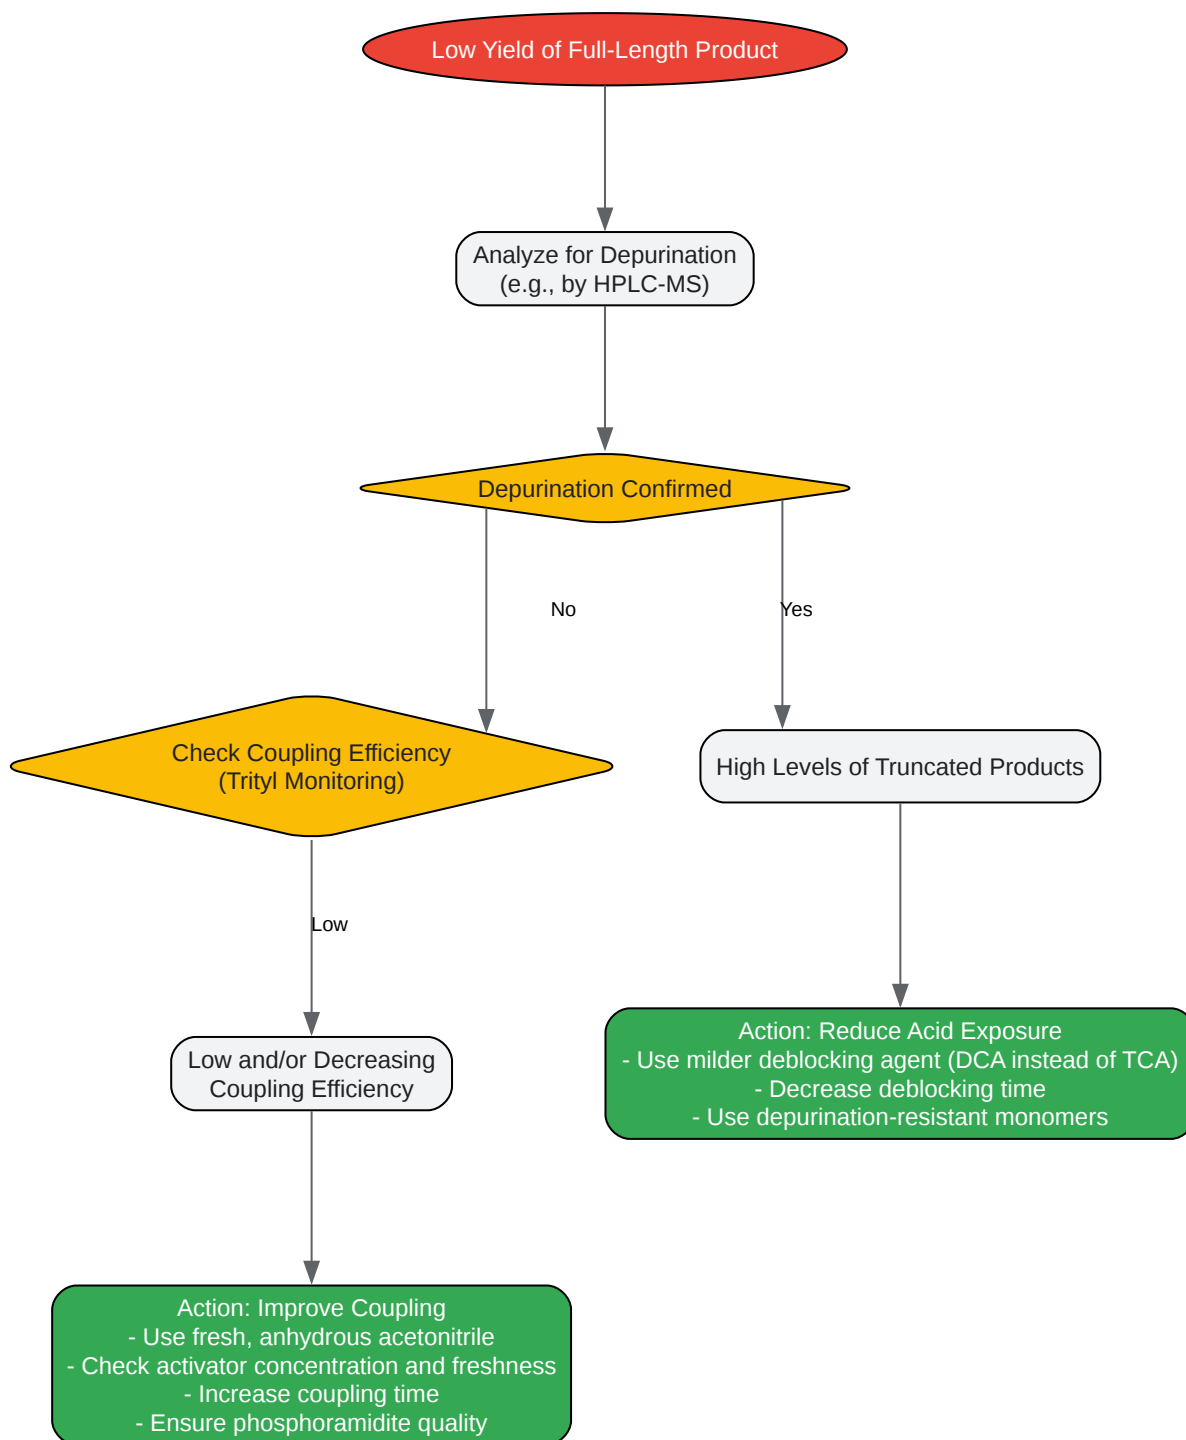 Low Yield of Full-Length Product
Analyze for Depurination
(e.g., by HPLC-MS)
Depurination Confirmed
No
Yes
Check Coupling Efficiency
(Trityl Monitoring)
High Levels of Truncated Products
Low
Low and/or Decreasing
Coupling Efficiency
Action: Reduce Acid Exposure
- Use milder deblocking agent (DCA instead of TCA)
- Decrease deblocking time
- Use depurination-resistant monomers
Action: Improve Coupling
- Use fresh, anhydrous acetonitrile
- Check activator concentration and freshness
- Increase coupling time
- Ensure phosphoramidite quality